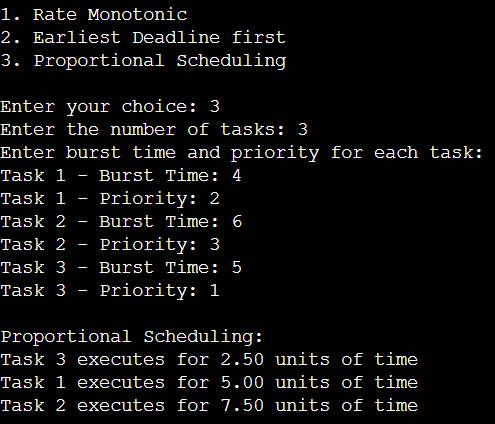 1. Rate Monotonic
2. Earliest Deadline first
3. Proportional Scheduling
Enter your choice: 3
Enter the number of tasks: 3
Enter burst time and priority for each task:
Task 1 - Burst Time: 4
Task 1 - Priority: 2
Task 2 - Burst Time: 6
Task 2 - Priority: 3
Task 3 - Burst Time: 5
Task 3 - Priority: 1
Proportional Scheduling:
Task 3 executes for 2.50 units of time
Task 1 executes for 5.00 units of time
Task 2 executes for 7.50 units of time